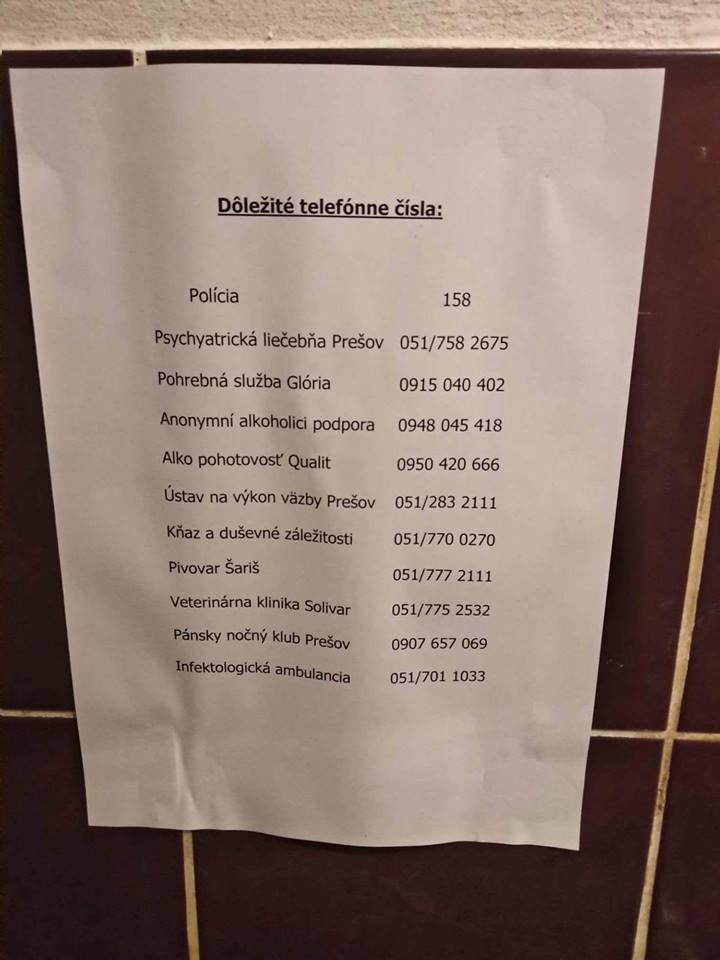 Dôležité telefónne čísla:
Polícia 158
Psychyatrická liečebňa Prešov 051/758 2675
Pohrebná služba Glória 0915 040 402
Anonymní alkoholici podpora 0948 045 418
Alko pohotovosť Qualit 0950 420 666
Ústav na výkon väzby Prešov 051/283 2111
Kňaz a duševné záležitosti 051/770 0270
Pivovar Šariš 051/777 2111
Veterinárna klinika Solivar 051/775 2532
Pánsky nočný klub Prešov 0907 657 069
Infektologická ambulancia 051/701 1033